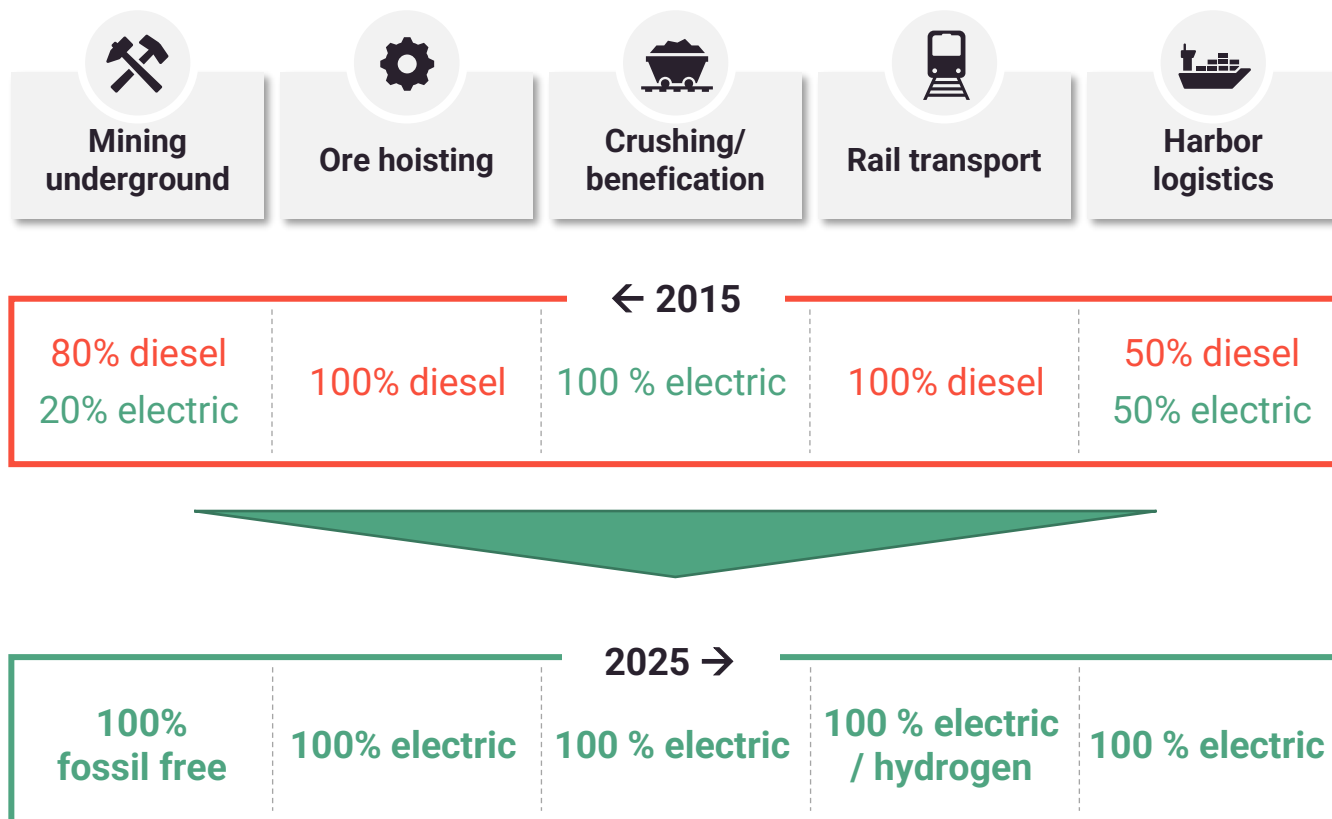 Mining
underground
Ore hoisting
Crushing/
benefication
Rail transport
Harbor
logistics
← 2015
80% diesel
20% electric
100% diesel
100 % electric
100% diesel
50% diesel
50% electric
2025 →
100%
fossil free
100% electric
100 % electric
100 % electric
/ hydrogen
100 % electric